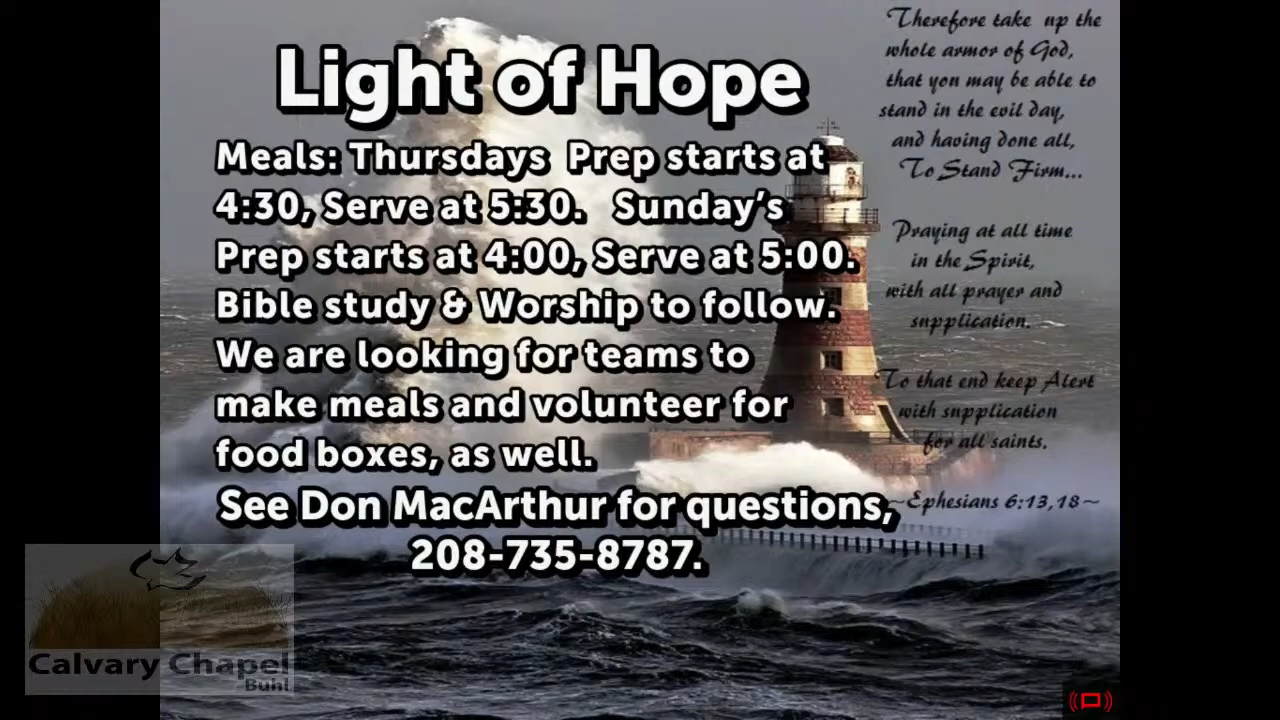 Light of Hope
Meals: Thursdays  Prep starts at
4:30, Serve at 5:30.   Sunday's
Prep starts at 4:00, Serve at 5:00.
Bible study & Worship to follow.
We are looking for teams to
make meals and volunteer for
food boxes, as well.
See Don MacArthur for questions,
208-735-8787.
Therefore take up the
whole armor of God,
that you may be able to
stand in the evil day,
and having done all,
To Stand Firm...
Praying at all time
in the Spirit,
with all prayer and
supplication.
To that end keep Alert
with supplication
for all saints.
~Ephesians 6:13,18~
Calvary Chapel
Buhl